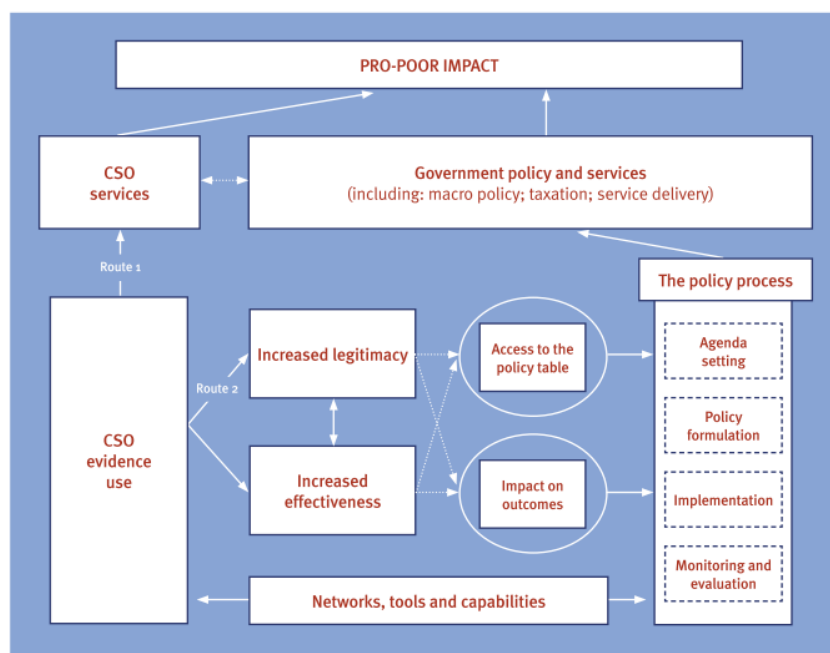 PRO-POOR IMPACT
CSO
services
Government policy and services
(including: macro policy; taxation; service delivery)
Route 1
The policy process
CSO
evidence
use
Route 2
Increased legitimacy
Increased
effectiveness
Access to the
policy table
Impact on
outcomes
Agenda
setting
Policy
formulation
Implementation
Monitoring and
evaluation
Networks, tools and capabilities